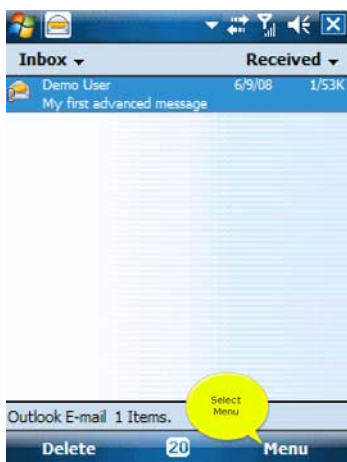 Inbox
Received
Demo User 6/9/08 1/53K
My first advanced message
Select
Menu
Outlook E-mail 1 Items.
Delete 20 Menu